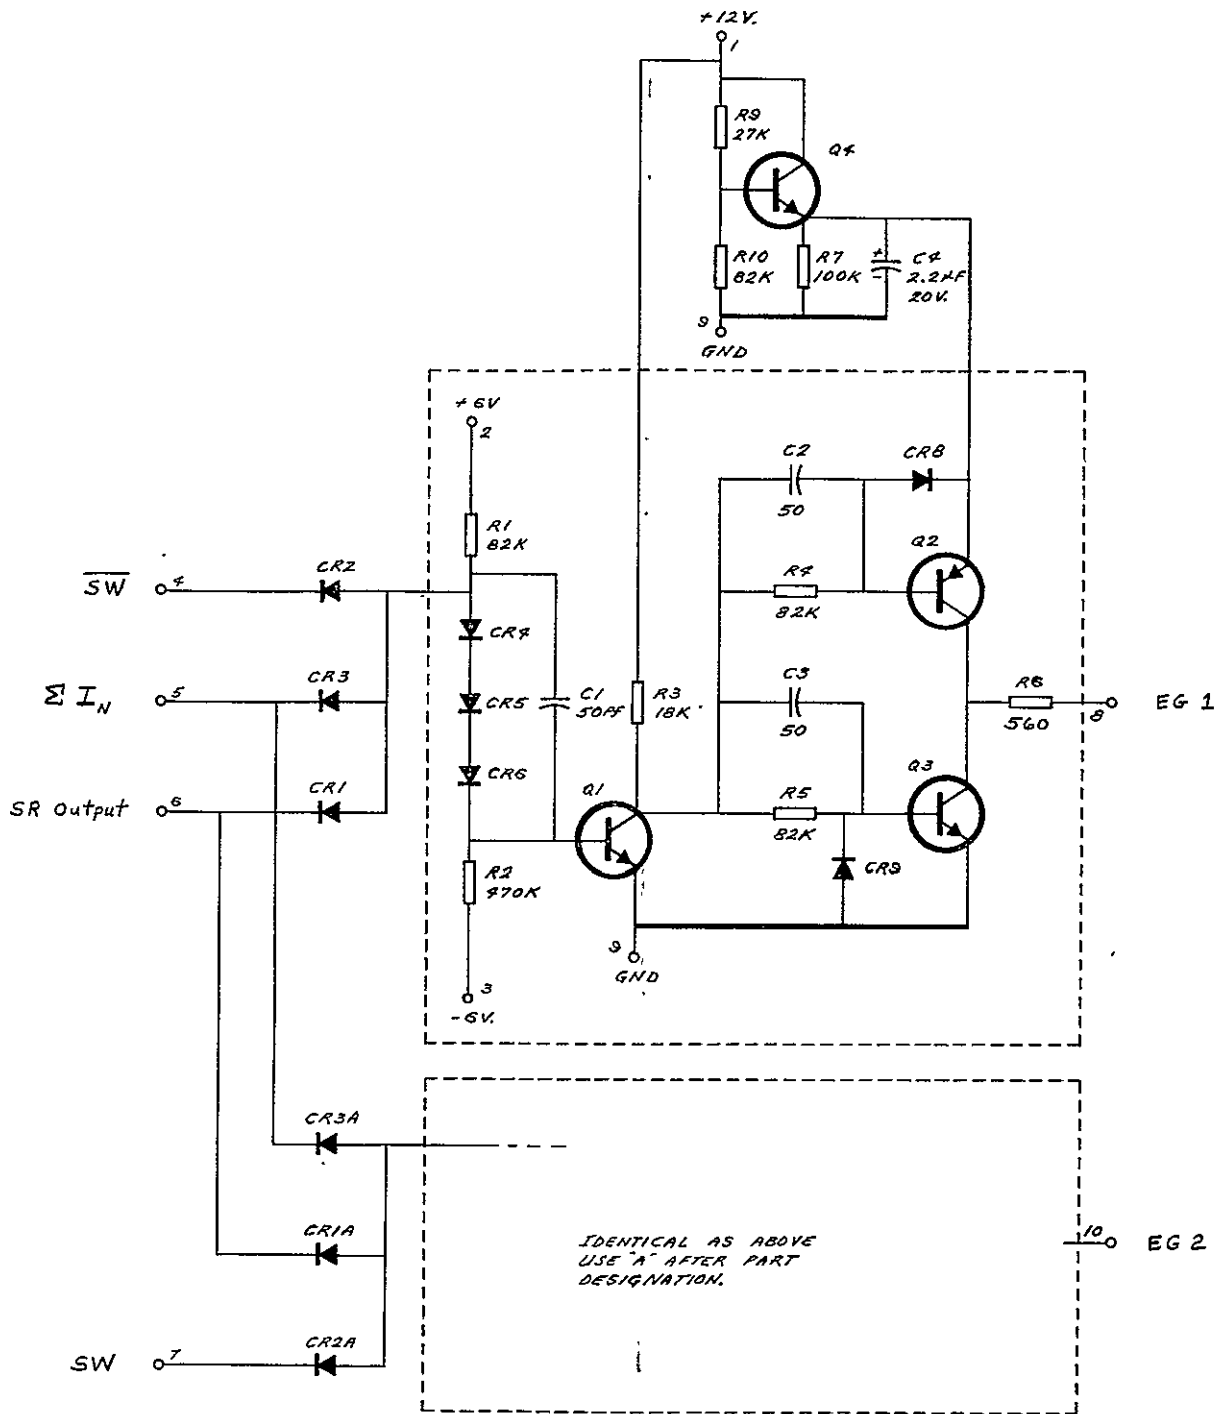 +12V.
1
R9
27K
Q4
R10
82K
R7
100K
+
-
C4
2.2µF
20V.
9
GND
+6V
2
R1
82K
C2
50
CR8
Q2
SW
4
CR2
CR4
R4
82K
Σ I_N
5
CR3
CR5
C1
50Pf
R3
18K
C3
50
R6
560
8
EG 1
SR Output
6
CR1
CR6
Q1
Q3
R5
82K
R2
470K
CR9
9
GND
3
-6V.
CR3A
CR1A
IDENTICAL AS ABOVE
USE "A" AFTER PART
DESIGNATION.
10
EG 2
SW
7
CR2A